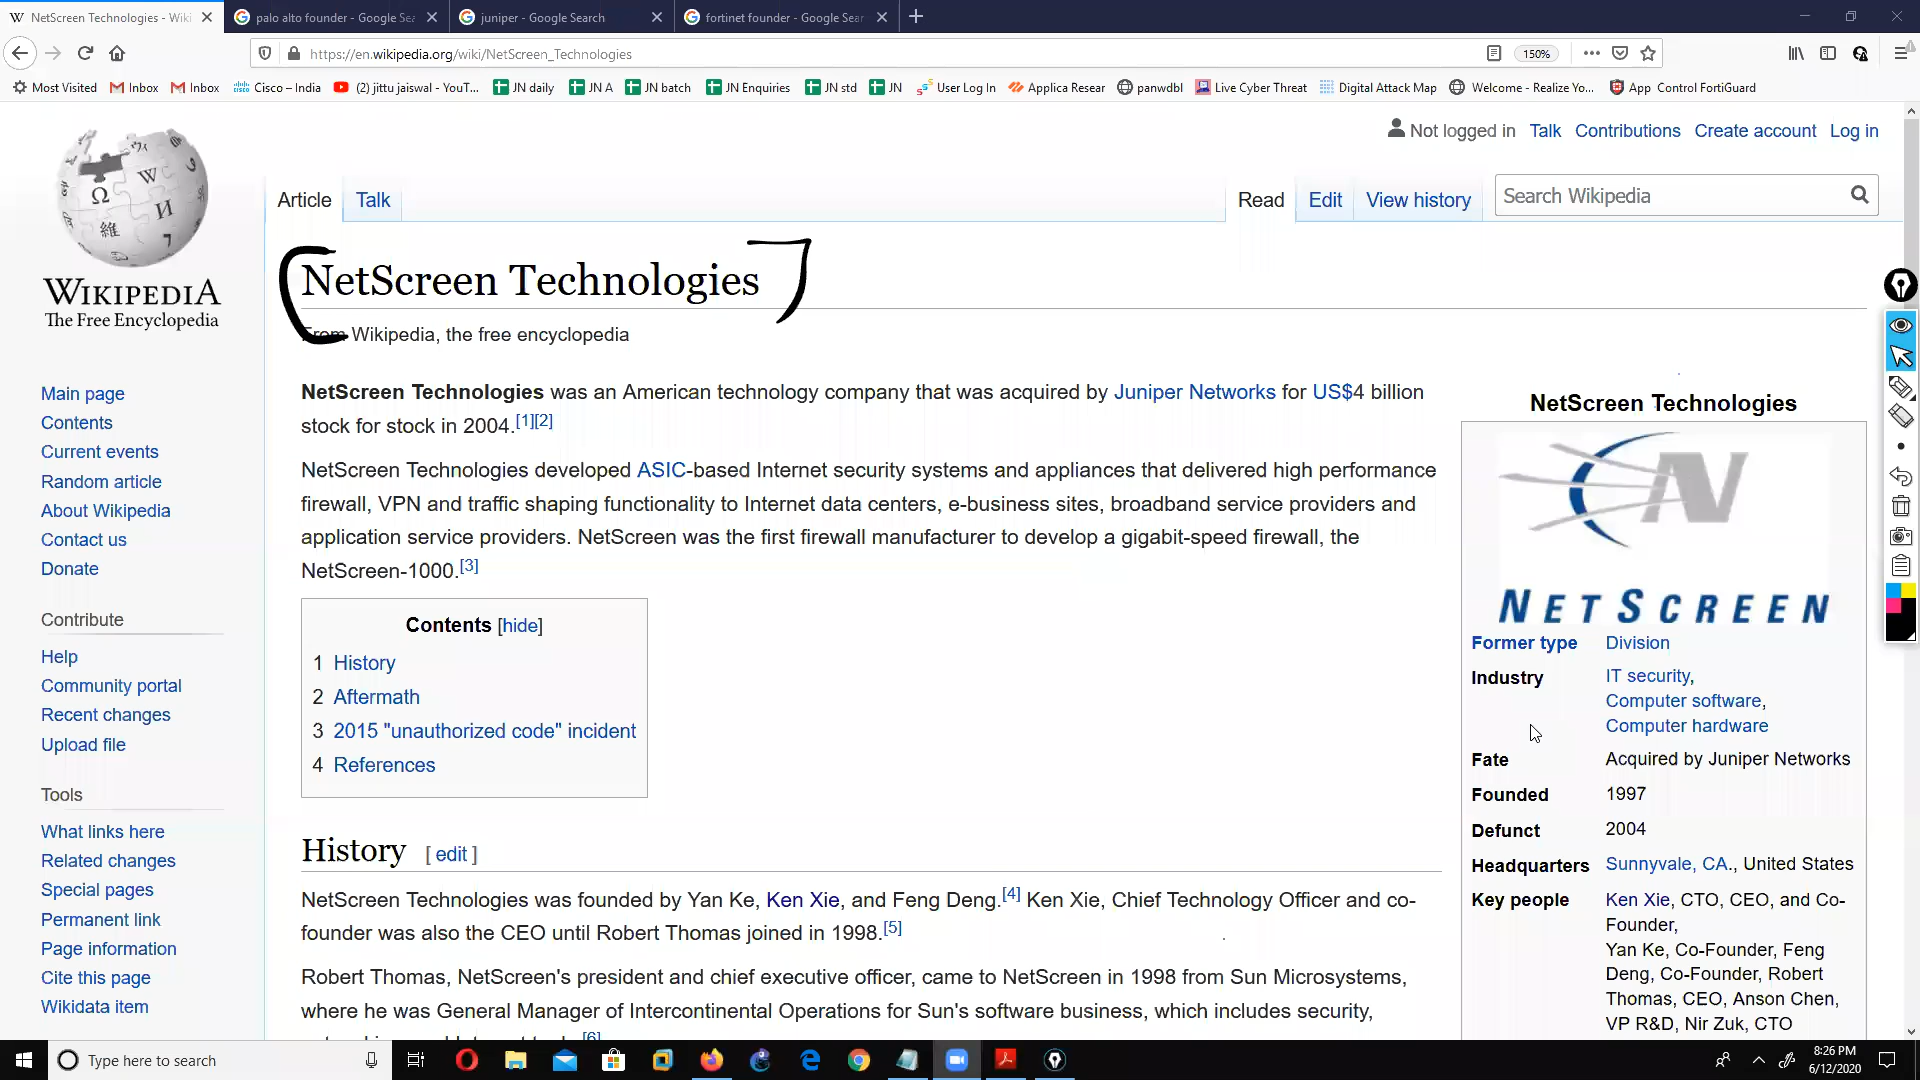 NetScreen Technologies - Wiki
palo alto founder - Google Sea
juniper - Google Search
fortinet founder - Google Sear
https://en.wikipedia.org/wiki/NetScreen_Technologies
150%
Most Visited
Inbox
Inbox
Cisco – India
(2) jittu jaiswal - YouT...
JN daily
JN A
JN batch
JN Enquiries
JN std
JN
User Log In
Applica Resear
panwdbl
Live Cyber Threat
Digital Attack Map
Welcome - Realize Yo...
App Control FortiGuard
Not logged in Talk Contributions Create account Log in
Article Talk
Read Edit View history
Search Wikipedia
WIKIPEDIA
The Free Encyclopedia
NetScreen Technologies
From Wikipedia, the free encyclopedia
Main page
Contents
Current events
Random article
About Wikipedia
Contact us
Donate
Contribute
Help
Community portal
Recent changes
Upload file
Tools
What links here
Related changes
Special pages
Permanent link
Page information
Cite this page
Wikidata item
NetScreen Technologies was an American technology company that was acquired by Juniper Networks for US$4 billion
stock for stock in 2004.[1][2]
NetScreen Technologies developed ASIC-based Internet security systems and appliances that delivered high performance
firewall, VPN and traffic shaping functionality to Internet data centers, e-business sites, broadband service providers and
application service providers. NetScreen was the first firewall manufacturer to develop a gigabit-speed firewall, the
NetScreen-1000.[3]
Contents [hide]
1 History
2 Aftermath
3 2015 "unauthorized code" incident
4 References
History [ edit ]
NetScreen Technologies was founded by Yan Ke, Ken Xie, and Feng Deng.[4] Ken Xie, Chief Technology Officer and co-
founder was also the CEO until Robert Thomas joined in 1998.[5]
Robert Thomas, NetScreen's president and chief executive officer, came to NetScreen in 1998 from Sun Microsystems,
where he was General Manager of Intercontinental Operations for Sun's software business, which includes security,
[6]
NetScreen Technologies
NETSCREEN
Former type Division
Industry IT security,
Computer software,
Computer hardware
Fate Acquired by Juniper Networks
Founded 1997
Defunct 2004
Headquarters Sunnyvale, CA., United States
Key people Ken Xie, CTO, CEO, and Co-
Founder,
Yan Ke, Co-Founder, Feng
Deng, Co-Founder, Robert
Thomas, CEO, Anson Chen,
VP R&D, Nir Zuk, CTO
Type here to search
8:26 PM
6/12/2020